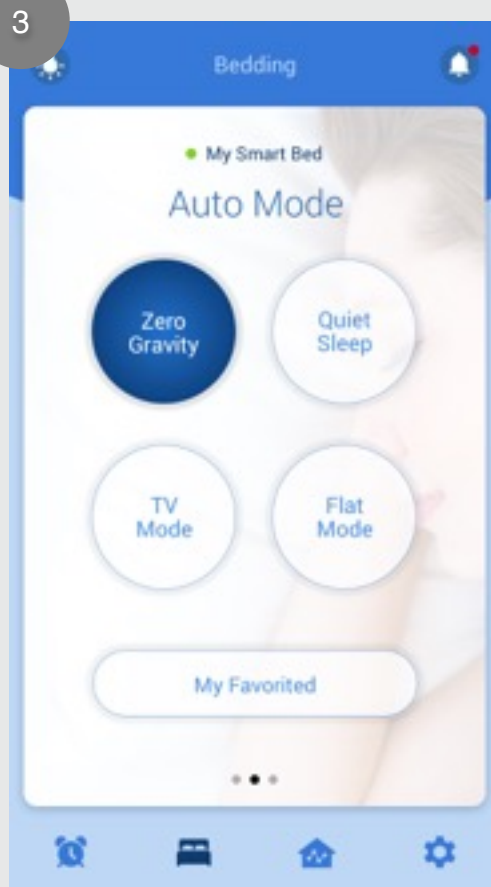 3
Bedding
My Smart Bed
Auto Mode
Zero
Gravity
Quiet
Sleep
TV
Mode
Flat
Mode
My Favorited